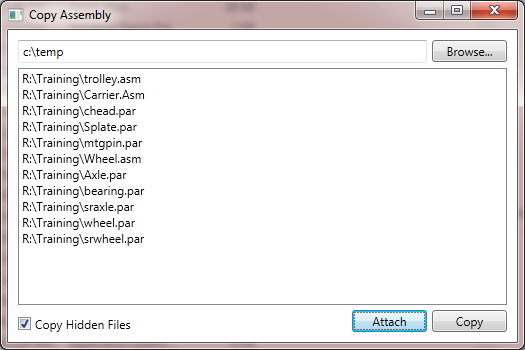 Copy Assembly
c:\temp
Browse...
R:\Training\trolley.asm
R:\Training\Carrier.Asm
R:\Training\chead.par
R:\Training\Splate.par
R:\Training\mtgpin.par
R:\Training\Wheel.asm
R:\Training\Axle.par
R:\Training\bearing.par
R:\Training\sraxle.par
R:\Training\wheel.par
R:\Training\srwheel.par
Copy Hidden Files
Attach
Copy